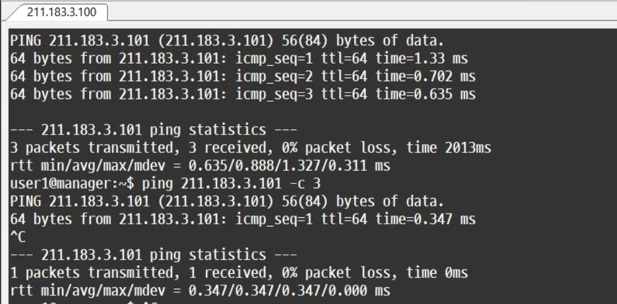 211.183.3.100
PING 211.183.3.101 (211.183.3.101) 56(84) bytes of data.
64 bytes from 211.183.3.101: icmp_seq=1 ttl=64 time=1.33 ms
64 bytes from 211.183.3.101: icmp_seq=2 ttl=64 time=0.702 ms
64 bytes from 211.183.3.101: icmp_seq=3 ttl=64 time=0.635 ms
--- 211.183.3.101 ping statistics ---
3 packets transmitted, 3 received, 0% packet loss, time 2013ms
rtt min/avg/max/mdev = 0.635/0.888/1.327/0.311 ms
user1@manager:~$ ping 211.183.3.101 -c 3
PING 211.183.3.101 (211.183.3.101) 56(84) bytes of data.
64 bytes from 211.183.3.101: icmp_seq=1 ttl=64 time=0.347 ms
^C
--- 211.183.3.101 ping statistics ---
1 packets transmitted, 1 received, 0% packet loss, time 0ms
rtt min/avg/max/mdev = 0.347/0.347/0.347/0.000 ms